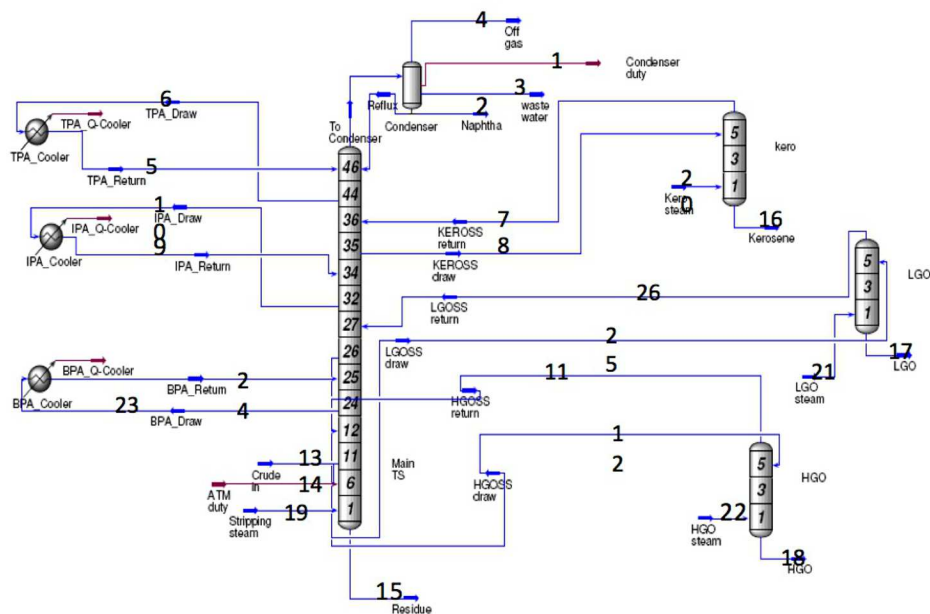 4
Off
gas
1
Condenser
duty
6
TPA_Draw
TPA_Q-Cooler
TPA_Cooler
5
TPA_Return
To
Condenser
Reflux
Condenser
2
Naphtha
3
waste
water
5
3
1
kero
2
0
Kero
steam
16
Kerosene
46
44
36
35
34
32
27
26
25
24
12
11
6
1
1
0
IPA_Draw
IPA_Q-Cooler
IPA_Cooler
9
IPA_Return
7
KEROSS
return
8
KEROSS
draw
26
LGOSS
return
2
5
LGOSS
draw
5
3
1
LGO
17
LGO
21
LGO
steam
BPA_Q-Cooler
BPA_Cooler
2
4
BPA_Return
23
BPA_Draw
11
HGOSS
return
1
2
HGOSS
draw
5
3
1
HGO
22
HGO
steam
18
HGO
13
Crude
in
14
ATM
duty
19
Stripping
steam
Main
TS
15
Residue